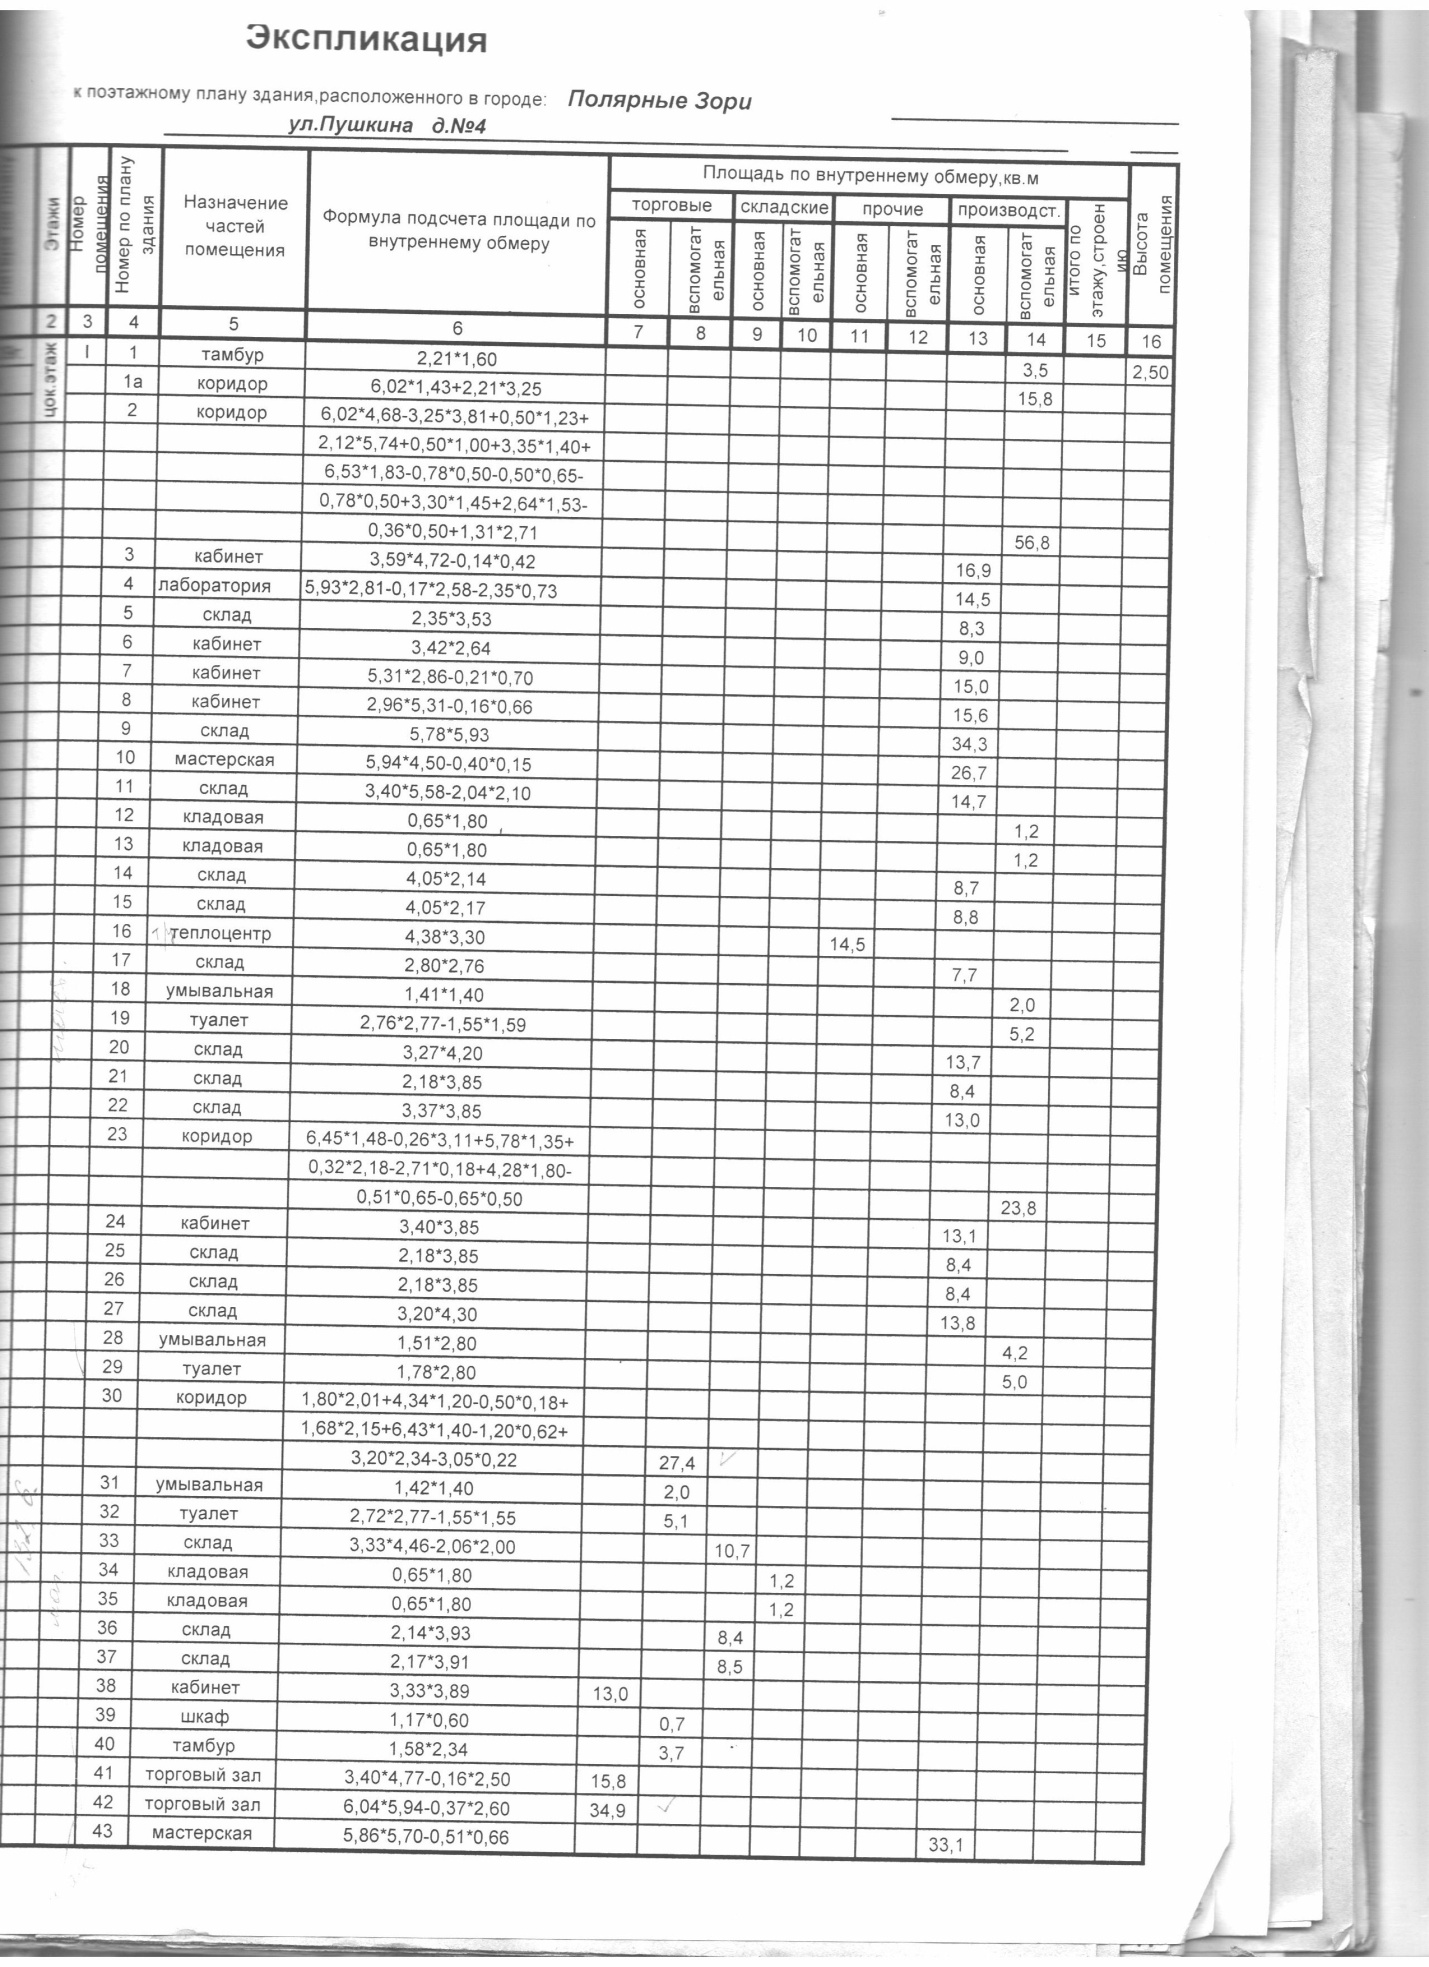 Экспликация
к поэтажному плану здания,расположенного в городе: Полярные Зори
ул.Пушкина д.№4
Этажи
Номер помещения
Номер по плану здания
Назначение частей помещения
Формула подсчета площади по внутреннему обмеру
Площадь по внутреннему обмеру,кв.м
торговые складские прочие производст.
основная вспомогательная основная вспомогательная основная вспомогательная основная вспомогательная
итого по этажу,строению
Высота помещения
2 3 4 5 6 7 8 9 10 11 12 13 14 15 16
цок.этаж
I 1 тамбур 2,21*1,60 3,5 2,50
1а коридор 6,02*1,43+2,21*3,25 15,8
2 коридор 6,02*4,68-3,25*3,81+0,50*1,23+
2,12*5,74+0,50*1,00+3,35*1,40+
6,53*1,83-0,78*0,50-0,50*0,65-
0,78*0,50+3,30*1,45+2,64*1,53-
0,36*0,50+1,31*2,71 56,8
3 кабинет 3,59*4,72-0,14*0,42 16,9
4 лаборатория 5,93*2,81-0,17*2,58-2,35*0,73 14,5
5 склад 2,35*3,53 8,3
6 кабинет 3,42*2,64 9,0
7 кабинет 5,31*2,86-0,21*0,70 15,0
8 кабинет 2,96*5,31-0,16*0,66 15,6
9 склад 5,78*5,93 34,3
10 мастерская 5,94*4,50-0,40*0,15 26,7
11 склад 3,40*5,58-2,04*2,10 14,7
12 кладовая 0,65*1,80 1,2
13 кладовая 0,65*1,80 1,2
14 склад 4,05*2,14 8,7
15 склад 4,05*2,17 8,8
16 теплоцентр 4,38*3,30 14,5
17 склад 2,80*2,76 7,7
18 умывальная 1,41*1,40 2,0
19 туалет 2,76*2,77-1,55*1,59 5,2
20 склад 3,27*4,20 13,7
21 склад 2,18*3,85 8,4
22 склад 3,37*3,85 13,0
23 коридор 6,45*1,48-0,26*3,11+5,78*1,35+
0,32*2,18-2,71*0,18+4,28*1,80-
0,51*0,65-0,65*0,50 23,8
24 кабинет 3,40*3,85 13,1
25 склад 2,18*3,85 8,4
26 склад 2,18*3,85 8,4
27 склад 3,20*4,30 13,8
28 умывальная 1,51*2,80 4,2
29 туалет 1,78*2,80 5,0
30 коридор 1,80*2,01+4,34*1,20-0,50*0,18+
1,68*2,15+6,43*1,40-1,20*0,62+
3,20*2,34-3,05*0,22 27,4
31 умывальная 1,42*1,40 2,0
32 туалет 2,72*2,77-1,55*1,55 5,1
33 склад 3,33*4,46-2,06*2,00 10,7
34 кладовая 0,65*1,80 1,2
35 кладовая 0,65*1,80 1,2
36 склад 2,14*3,93 8,4
37 склад 2,17*3,91 8,5
38 кабинет 3,33*3,89 13,0
39 шкаф 1,17*0,60 0,7
40 тамбур 1,58*2,34 3,7
41 торговый зал 3,40*4,77-0,16*2,50 15,8
42 торговый зал 6,04*5,94-0,37*2,60 34,9
43 мастерская 5,86*5,70-0,51*0,66 33,1